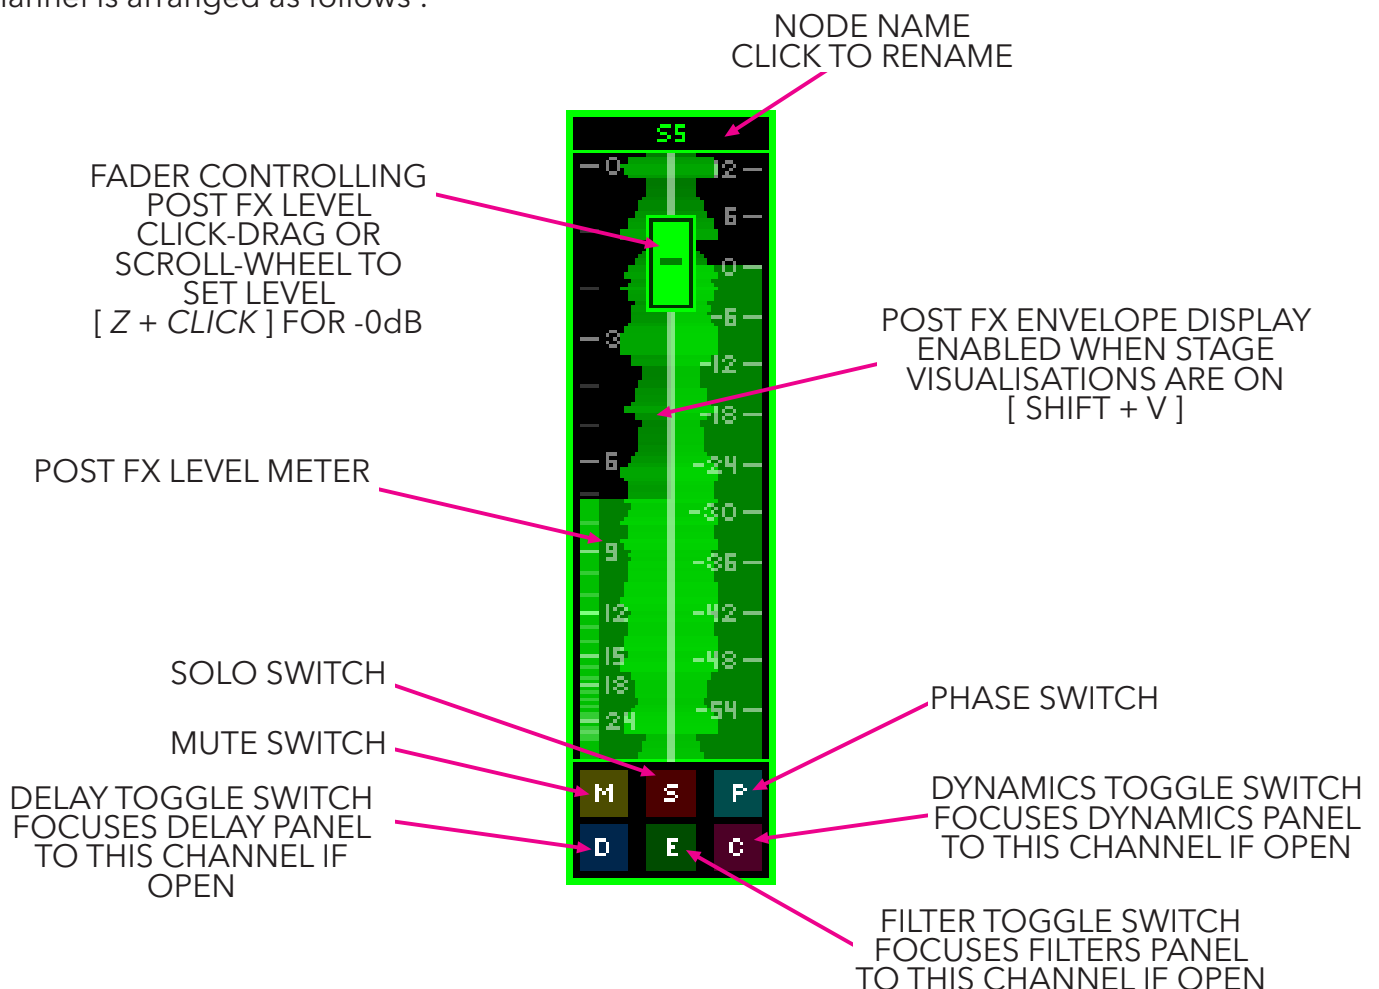 annel is arranged as follows :
NODE NAME
CLICK TO RENAME
S5
FADER CONTROLLING
POST FX LEVEL
CLICK-DRAG OR
SCROLL-WHEEL TO
SET LEVEL
[ Z + CLICK ] FOR -0dB
POST FX ENVELOPE DISPLAY
ENABLED WHEN STAGE
VISUALISATIONS ARE ON
[ SHIFT + V ]
POST FX LEVEL METER
0
3
6
9
12
15
18
24
12
6
0
-6
-12
-18
-24
-30
-36
-42
-48
-54
SOLO SWITCH
MUTE SWITCH
DELAY TOGGLE SWITCH
FOCUSES DELAY PANEL
TO THIS CHANNEL IF
OPEN
M S P
D E C
PHASE SWITCH
DYNAMICS TOGGLE SWITCH
FOCUSES DYNAMICS PANEL
TO THIS CHANNEL IF OPEN
FILTER TOGGLE SWITCH
FOCUSES FILTERS PANEL
TO THIS CHANNEL IF OPEN